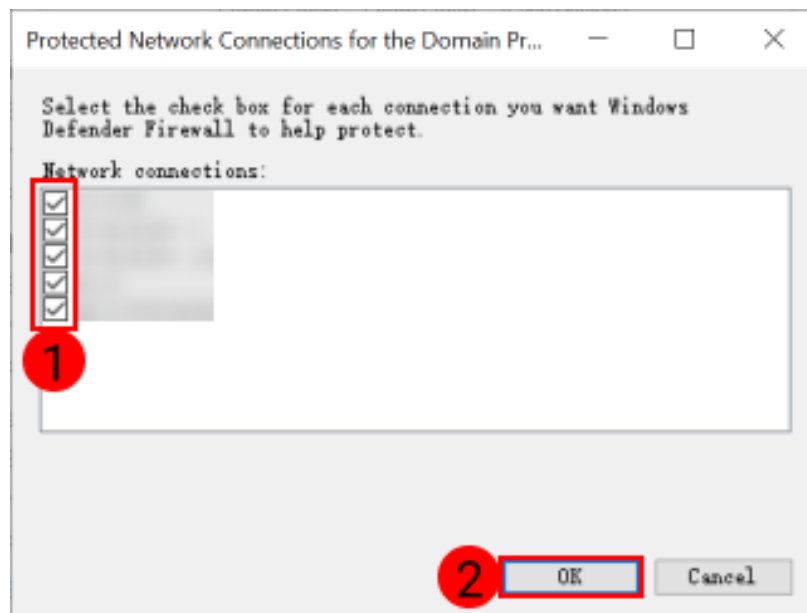 Protected Network Connections for the Domain Pr...
Select the check box for each connection you want Windows
Defender Firewall to help protect.
Network connections:
1
2
OK
Cancel